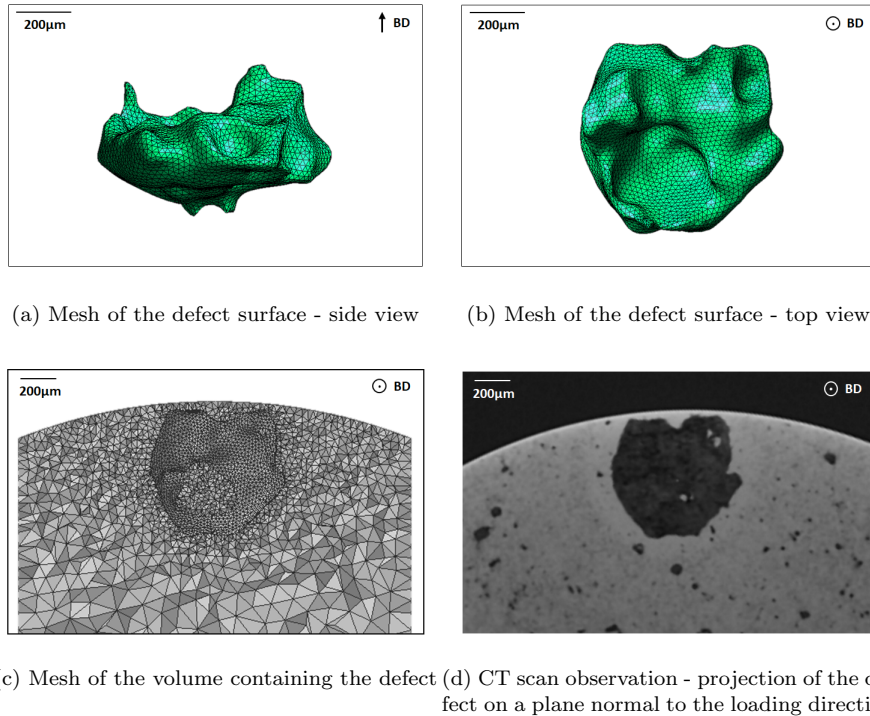 200μm
BD
200μm
BD
(a) Mesh of the defect surface - side view
(b) Mesh of the defect surface - top view
200μm
BD
200μm
BD
c) Mesh of the volume containing the defect
(d) CT scan observation - projection of the
fect on a plane normal to the loading